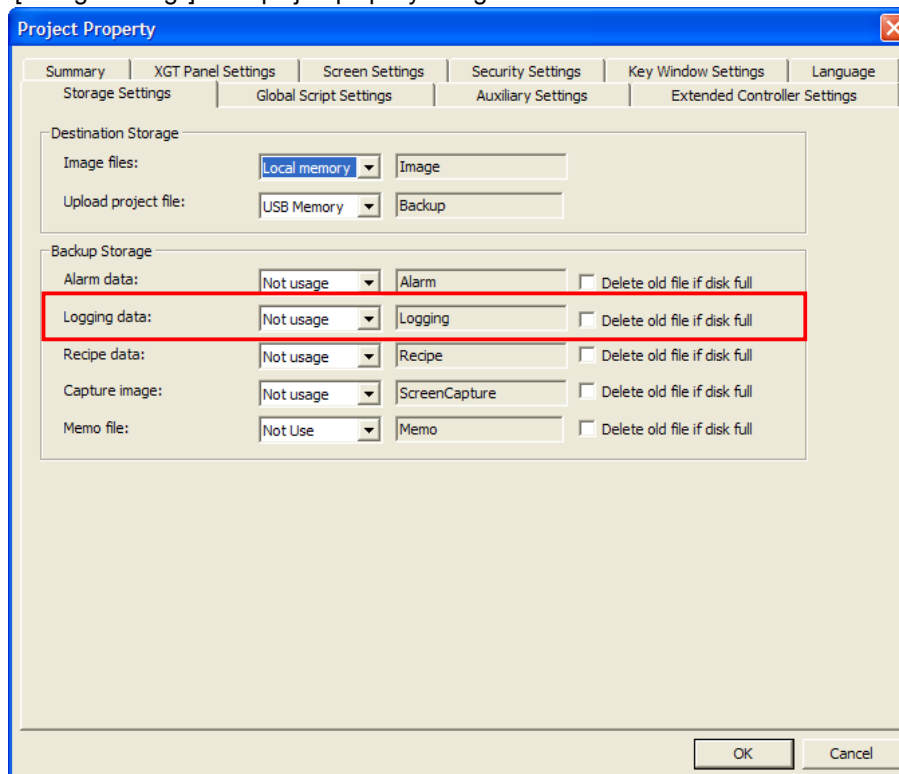 Project Property
Summary XGT Panel Settings Screen Settings Security Settings Key Window Settings Language
Storage Settings Global Script Settings Auxiliary Settings Extended Controller Settings
Destination Storage
Image files: Local memory Image
Upload project file: USB Memory Backup
Backup Storage
Alarm data: Not usage Alarm Delete old file if disk full
Logging data: Not usage Logging Delete old file if disk full
Recipe data: Not usage Recipe Delete old file if disk full
Capture image: Not usage ScreenCapture Delete old file if disk full
Memo file: Not Use Memo Delete old file if disk full
OK Cancel